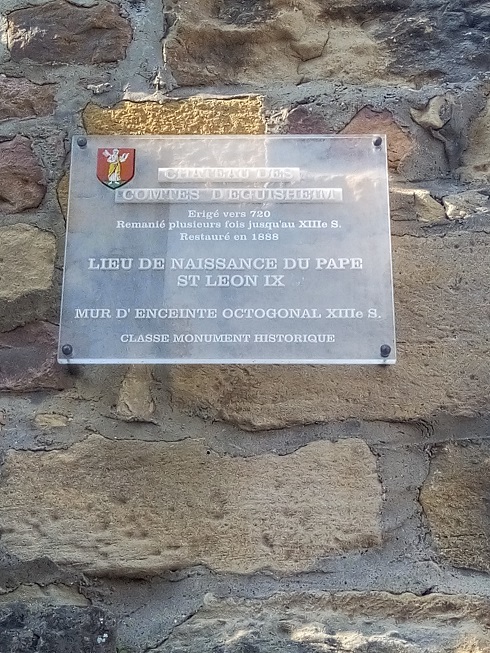 CHATEAU DES
COMTES D'EGUISHEIM
Erigé vers 720
Remanié plusieurs fois jusqu'au XIIIe S.
Restauré en 1888
LIEU DE NAISSANCE DU PAPE
ST LEON IX
MUR D' ENCEINTE OCTOGONAL XIIIe S.
CLASSE MONUMENT HISTORIQUE